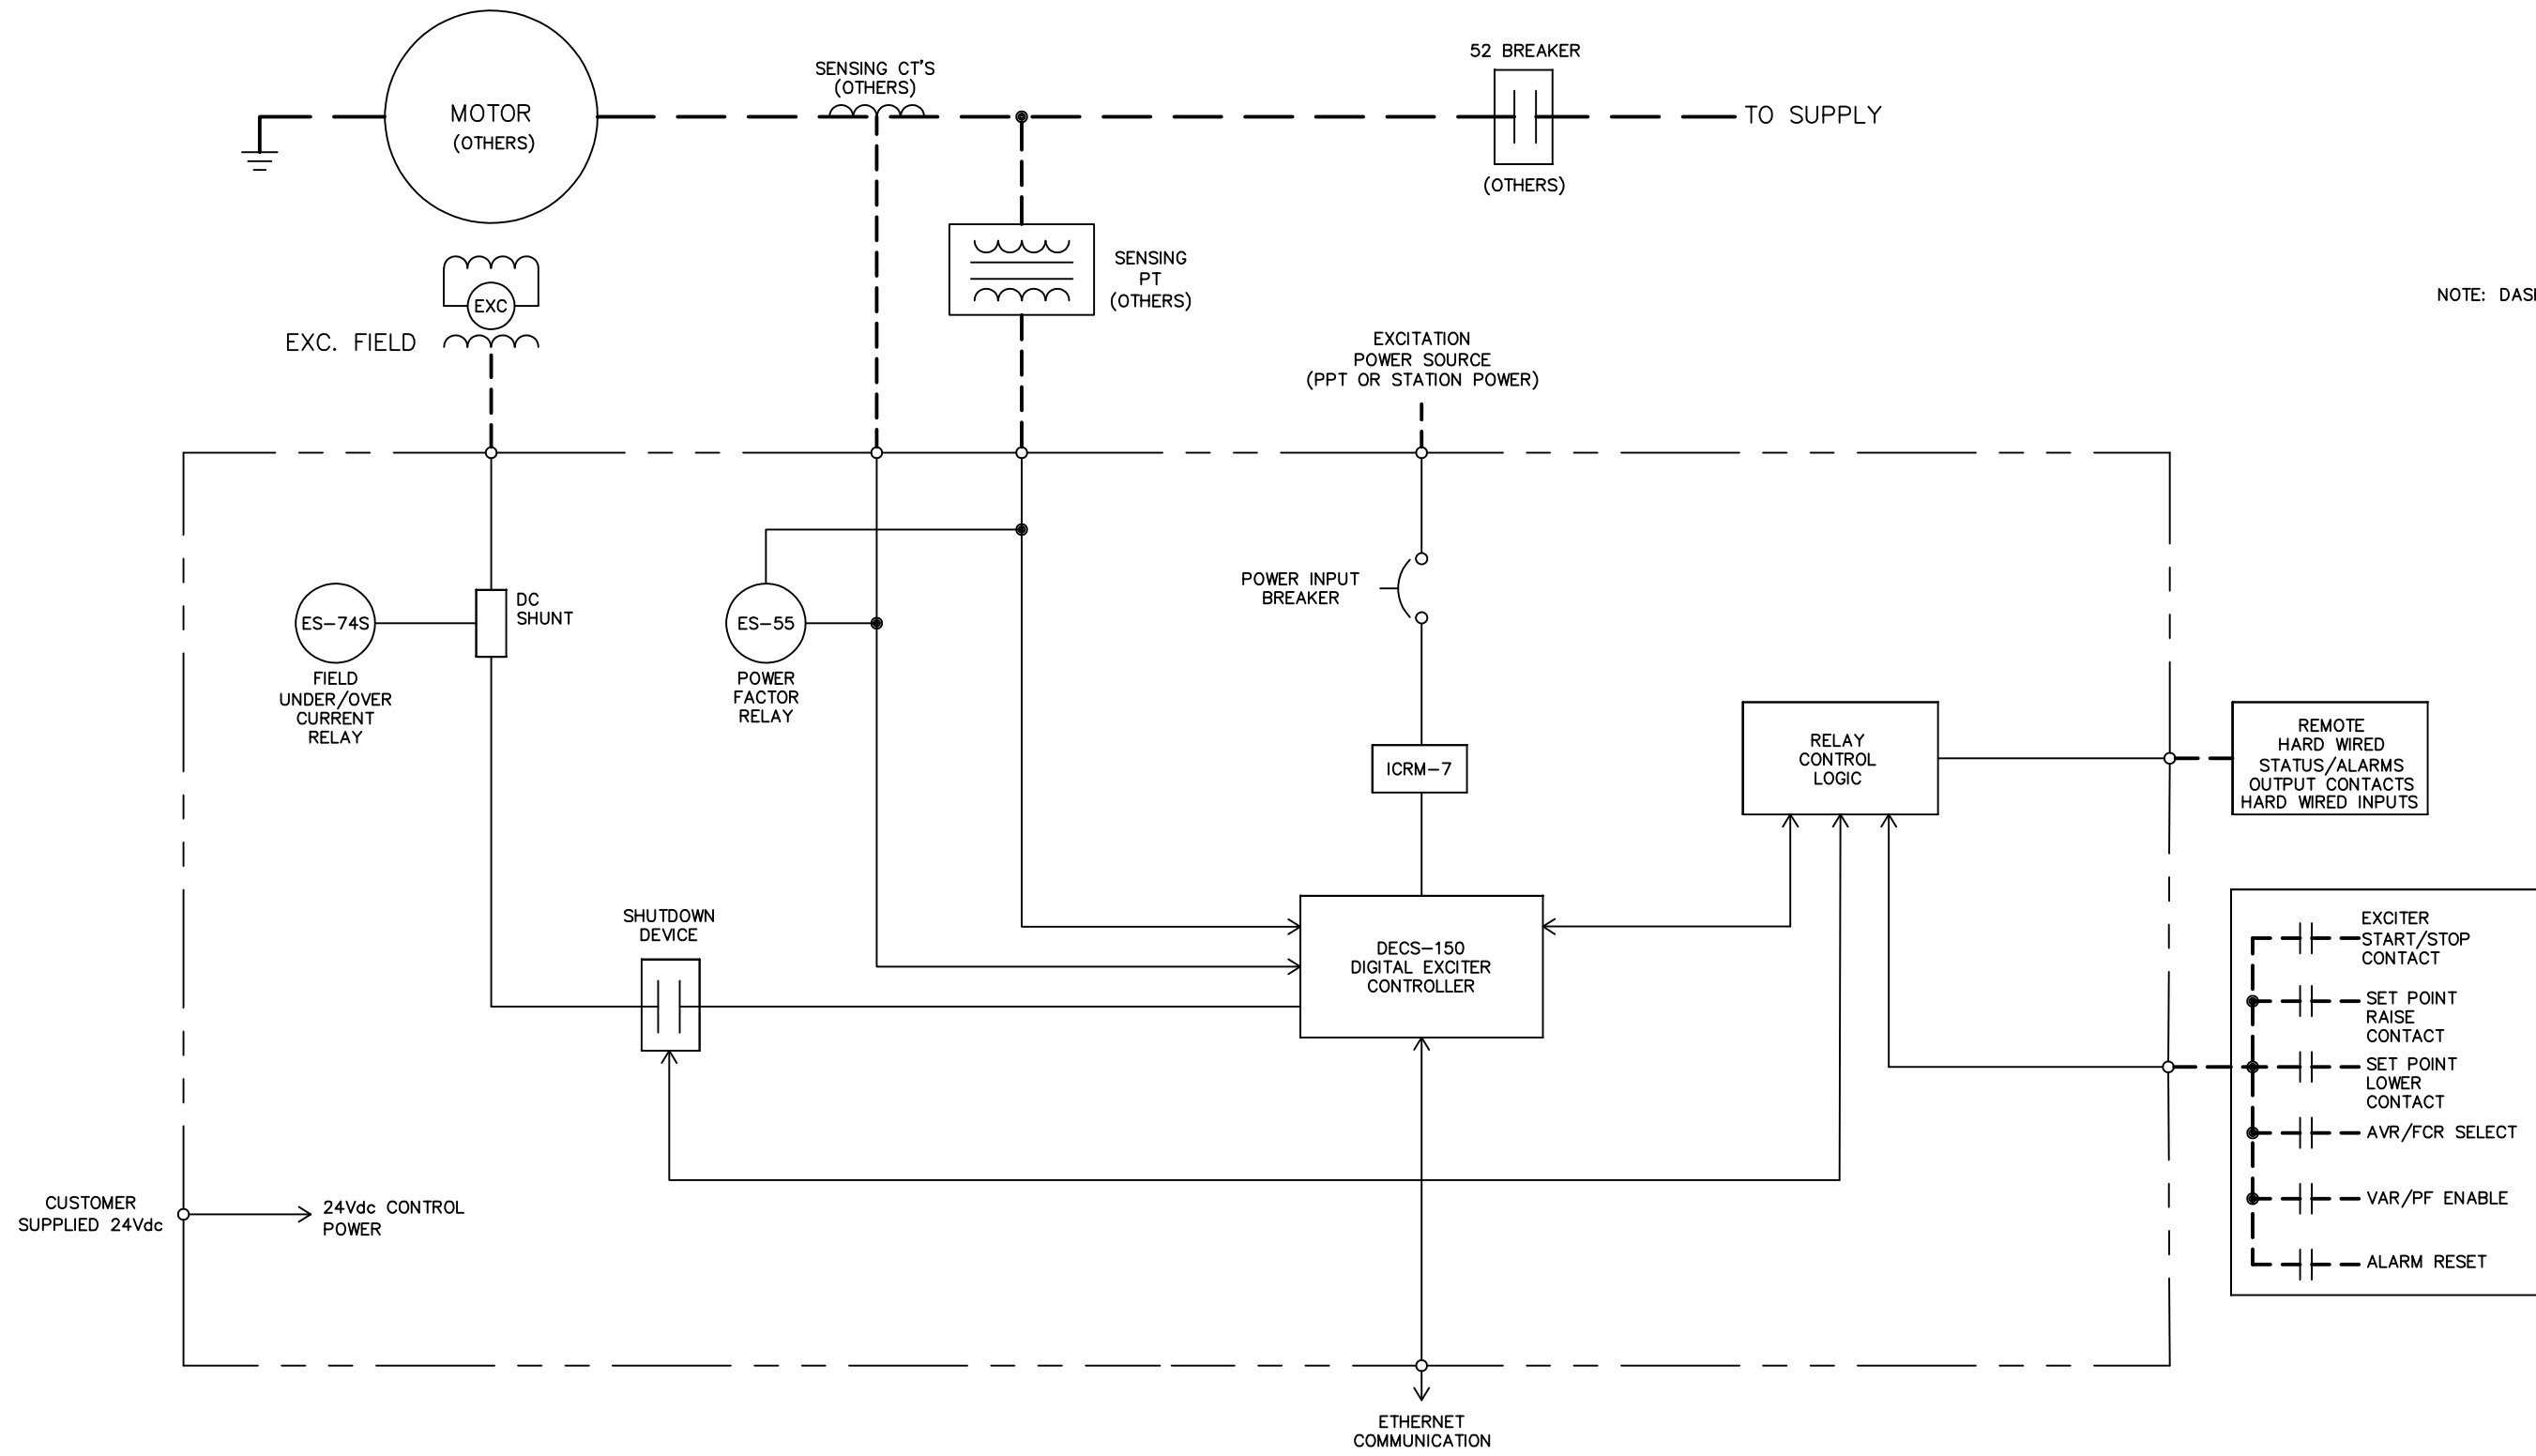 52 BREAKER
SENSING CT'S
(OTHERS)
MOTOR
(OTHERS)
TO SUPPLY
(OTHERS)
SENSING
PT
(OTHERS)
NOTE:
EXC
EXC. FIELD
EXCITATION
POWER SOURCE
(PPT OR STATION POWER)
POWER INPUT
BREAKER
DC
SHUNT
ES-74S
FIELD
UNDER/OVER
CURRENT
RELAY
ES-55
POWER
FACTOR
RELAY
ICRM-7
RELAY
CONTROL
LOGIC
REMOTE
HARD WIRED
STATUS/ALARMS
OUTPUT CONTACTS
HARD WIRED INPUTS
SHUTDOWN
DEVICE
DECS-150
DIGITAL EXCITER
CONTROLLER
EXCITER
START/STOP
CONTACT
SET POINT
RAISE
CONTACT
SET POINT
LOWER
CONTACT
AVR/FCR SELECT
VAR/PF ENABLE
ALARM RESET
CUSTOMER
SUPPLIED 24Vdc
24Vdc CONTROL
POWER
ETHERNET
COMMUNICATION